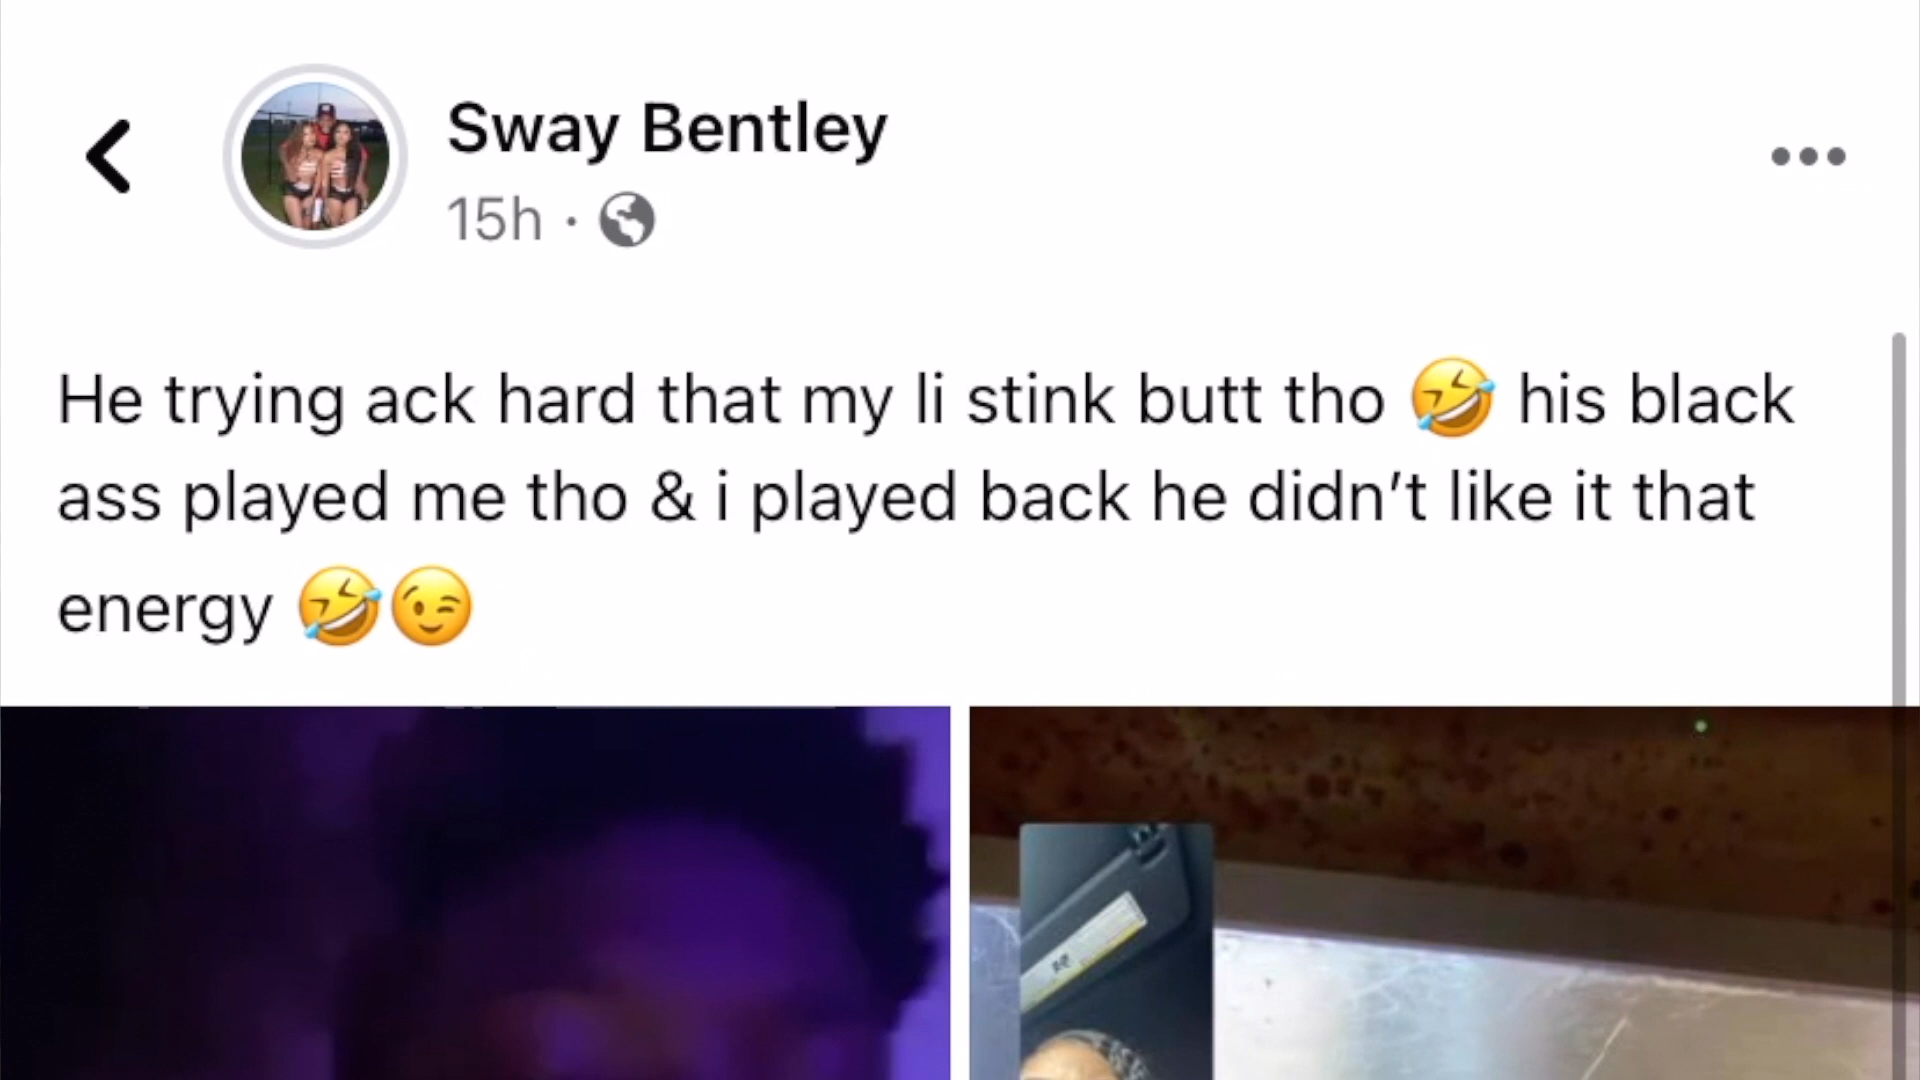 Sway Bentley
15h ·
He trying ack hard that my li stink butt tho 🤣 his black
ass played me tho & i played back he didn’t like it that
energy 🤣😉